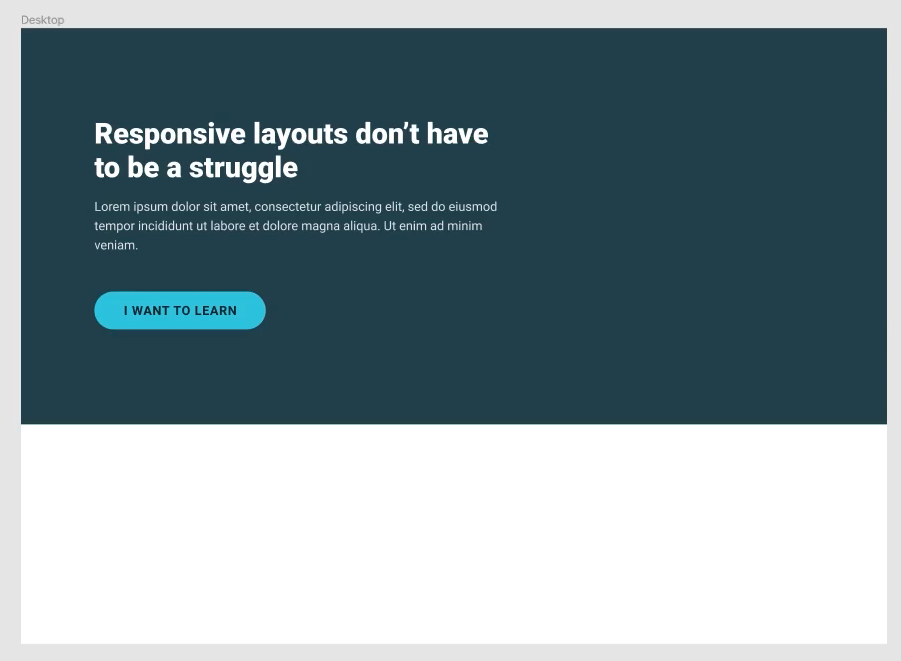 Desktop
Responsive layouts don’t have
to be a struggle
Lorem ipsum dolor sit amet, consectetur adipiscing elit, sed do eiusmod
tempor incididunt ut labore et dolore magna aliqua. Ut enim ad minim
veniam.
I WANT TO LEARN